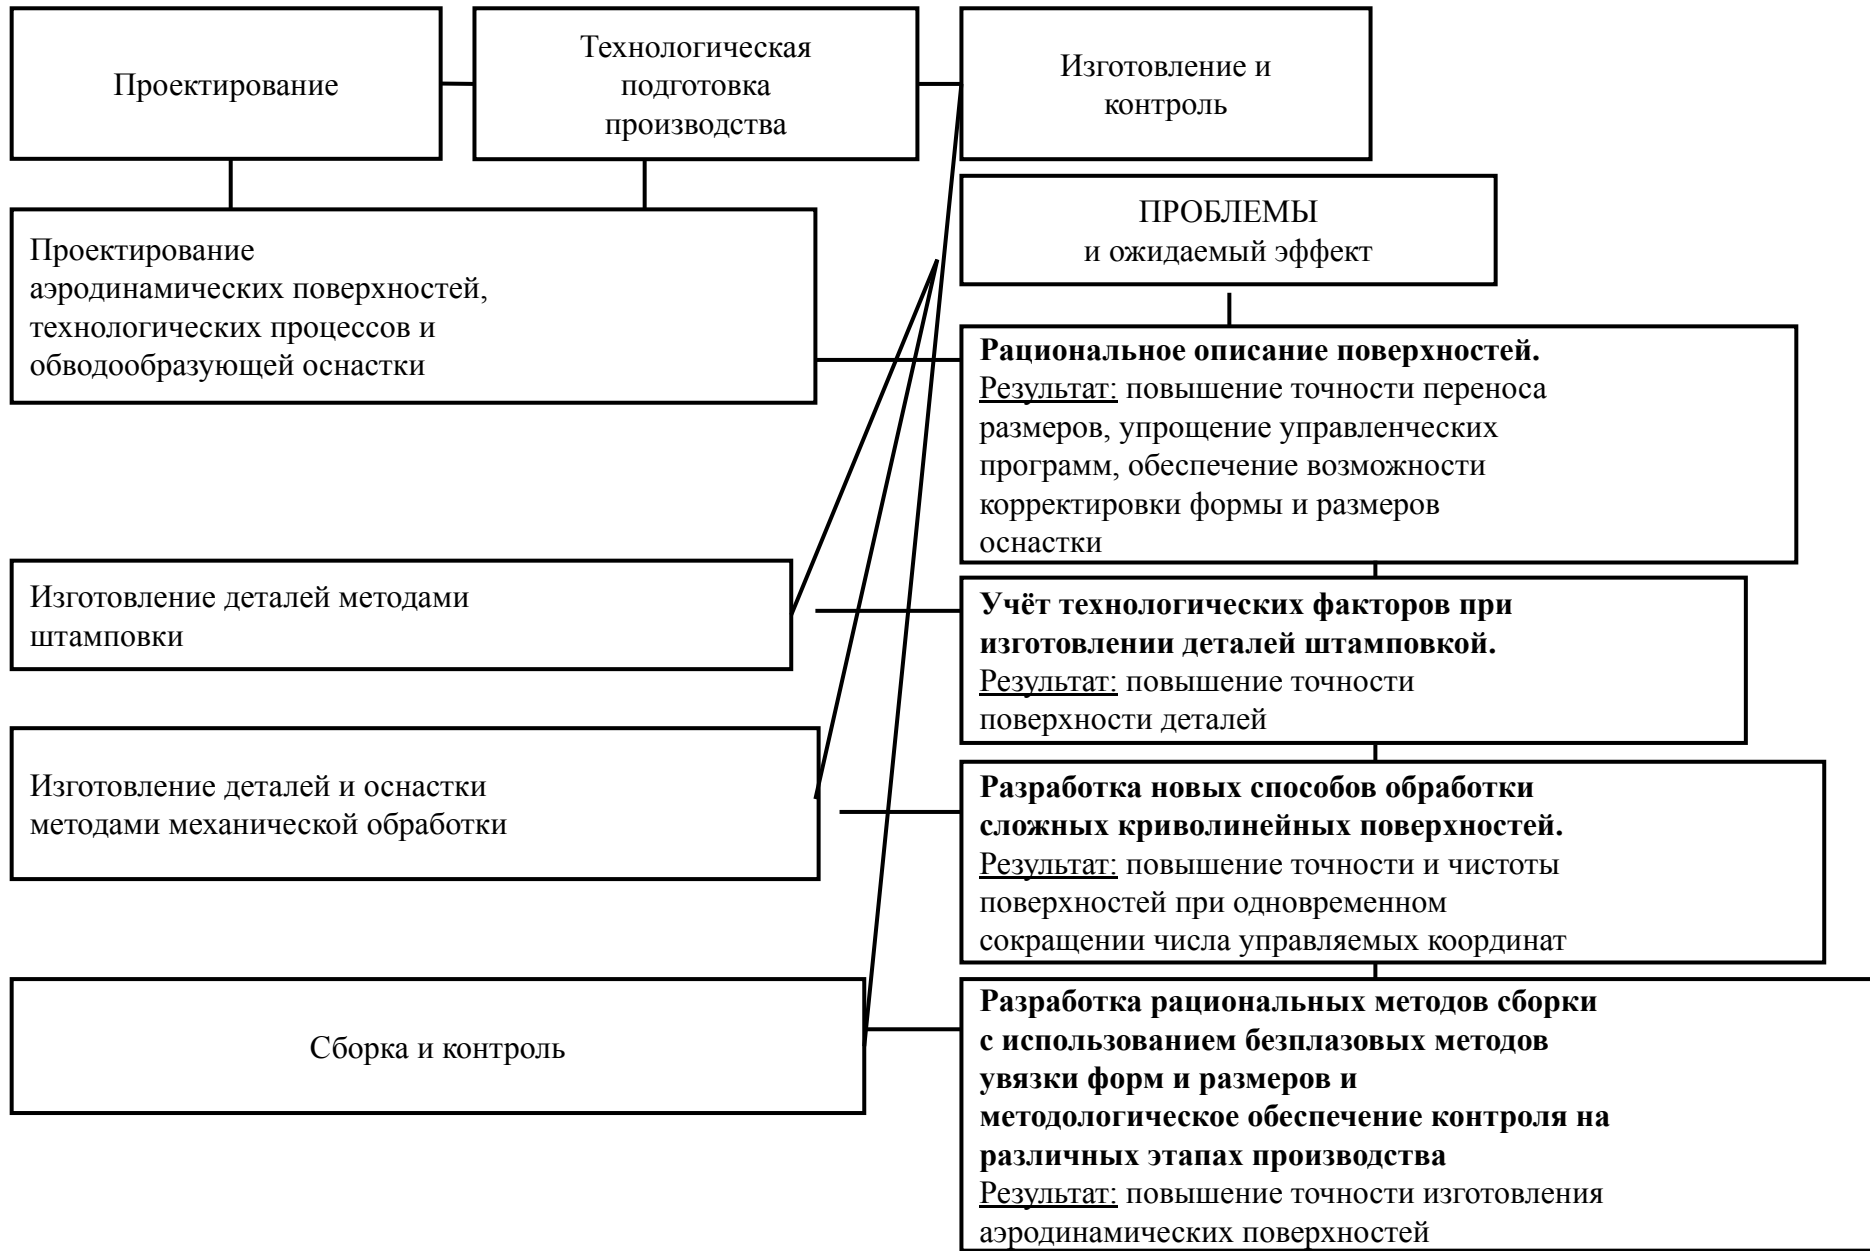 Проектирование
Технологическая
подготовка
производства
Изготовление и
контроль
ПРОБЛЕМЫ
и ожидаемый эффект
Проектирование
аэродинамических поверхностей,
технологических процессов и
обводообразующей оснастки
Рациональное описание поверхностей.
Результат: повышение точности переноса
размеров, упрощение управленческих
программ, обеспечение возможности
корректировки формы и размеров
оснастки
Изготовление деталей методами
штамповки
Учёт технологических факторов при
изготовлении деталей штамповкой.
Результат: повышение точности
поверхности деталей
Изготовление деталей и оснастки
методами механической обработки
Разработка новых способов обработки
сложных криволинейных поверхностей.
Результат: повышение точности и чистоты
поверхностей при одновременном
сокращении числа управляемых координат
Сборка и контроль
Разработка рациональных методов сборки
с использованием безплазовых методов
увязки форм и размеров и
методологическое обеспечение контроля на
различных этапах производства
Результат: повышение точности изготовления
аэродинамических поверхностей